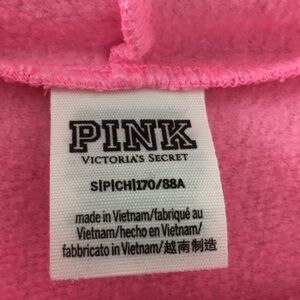 PINK
VICTORIA'S SECRET
S|P|CH|170/88A
made in Vietnam/fabriqué au
Vietnam/hecho en Vietnam/
fabbricato in Vietnam/越南制造